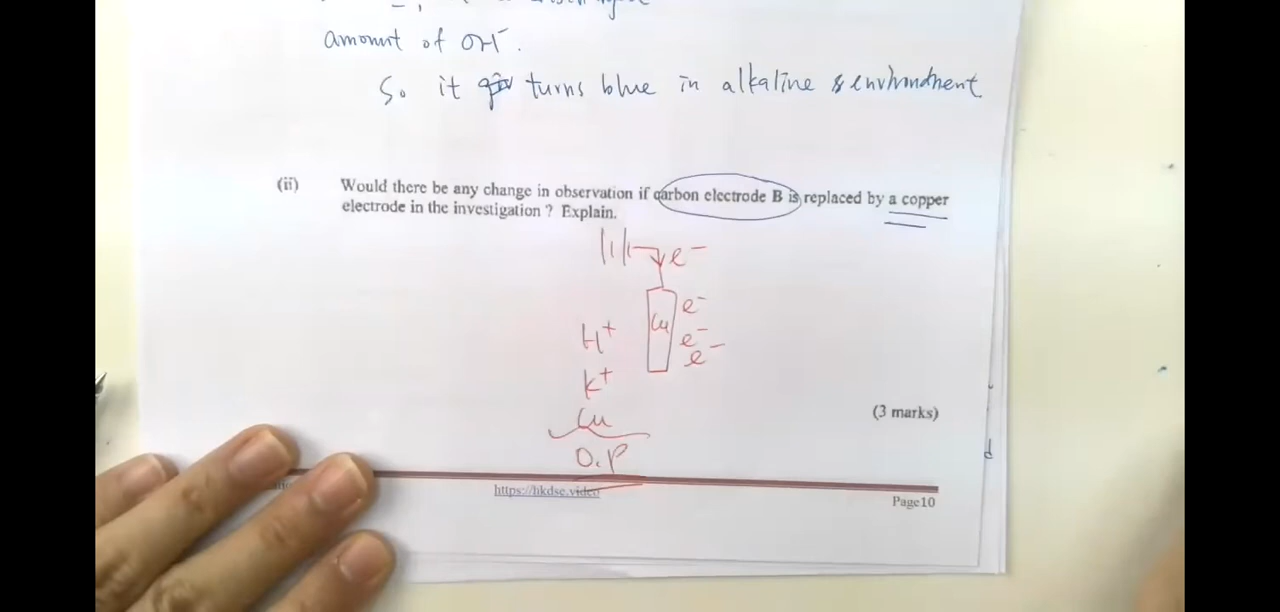 amount of OH⁻.
So it turns blue in alkaline
(ii) Would there be any change in observation if carbon electrode B is replaced by a copper
electrode in the investigation ? Explain.
e⁻
Cu
e⁻
H⁺
e⁻
e⁻
K⁺
Cu
(3 marks)
O.P
https://hkdse.video
Page10